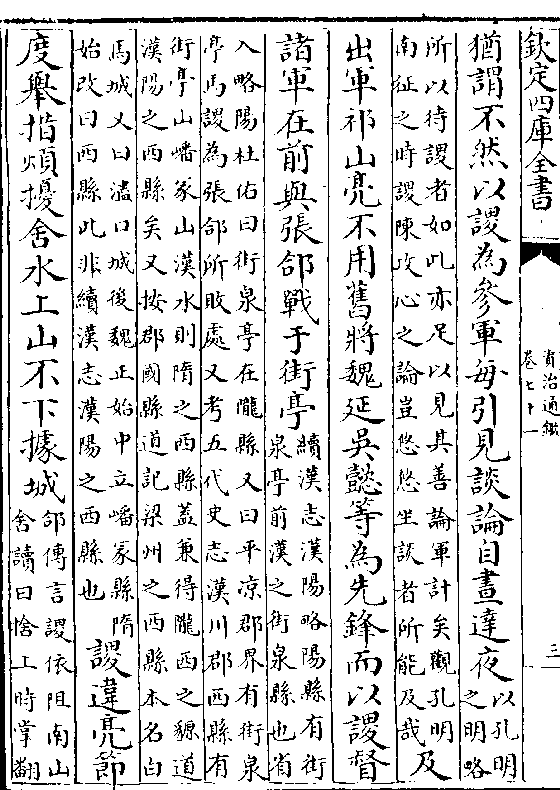 欽定四庫全書
資治通鑑
卷七十一
三
猶謂不然以謖為參軍每引見談論自晝達夜
以孔明
之明略
所以待謖者如此亦足以見其善論軍計矣觀孔明
南征之時謖陳攻心之論豈悠悠坐談者所能及哉
及
出軍祁山亮不用舊將魏延吳懿等為先鋒而以謖督
諸軍在前與張郃戰于街亭
續漢志漢陽略陽縣有街
泉亭前漢之街泉縣也省
入略陽杜佑曰街泉亭在隴縣又曰平涼郡界有街泉
亭馬謖為張郃所敗處又考五代史志漢川郡西縣有
街亭山嶓冢山漢水則隋之西縣蓋兼得隴西之䝠道
漢陽之西縣矣又按郡國縣道記梁州之西縣本名白
馬城又曰濜口城後魏正始中立嶓冢縣隋
始改曰西縣此非續漢志漢陽之西縣也
謖違亮節
度舉措煩擾舍水上山不下據城
郃傳言謖依阻南山
舍讀曰捨上時掌翻